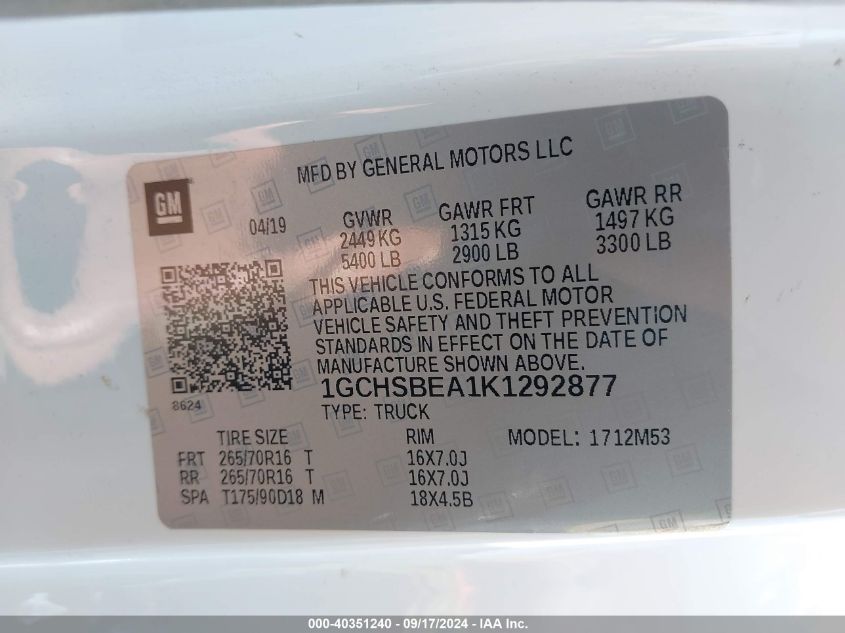 MFD BY GENERAL MOTORS LLC
GM
04/19
GVWR GAWR FRT GAWR RR
2449 KG 1315 KG 1497 KG
5400 LB 2900 LB 3300 LB
THIS VEHICLE CONFORMS TO ALL
APPLICABLE U.S. FEDERAL MOTOR
VEHICLE SAFETY AND THEFT PREVENTION
STANDARDS IN EFFECT ON THE DATE OF
MANUFACTURE SHOWN ABOVE.
1GCHSBEA1K1292877
8624
TYPE: TRUCK
TIRE SIZE RIM MODEL: 1712M53
FRT 265/70R16 T 16X7.0J
RR 265/70R16 T 16X7.0J
SPA T175/90D18 M 18X4.5B
000-40351240 - 09/17/2024 - IAA Inc.